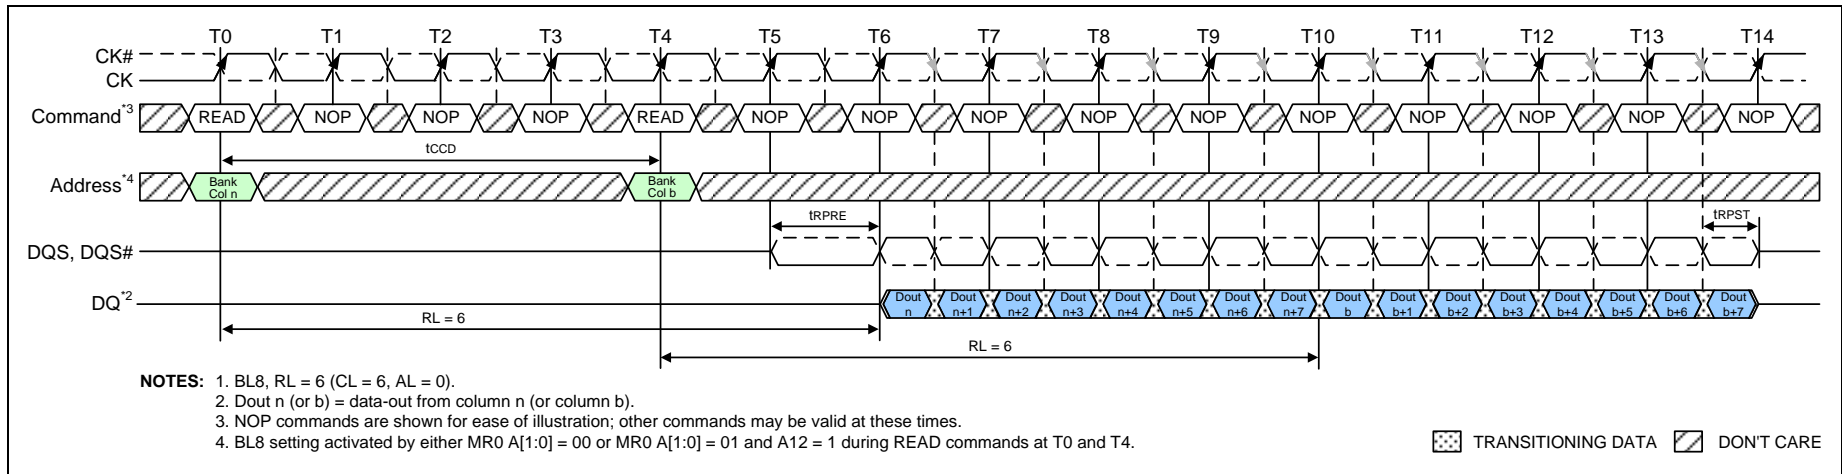 T0 T1 T2 T3 T4 T5 T6 T7 T8 T9 T10 T11 T12 T13 T14
CK#
CK
Command*3 READ NOP NOP NOP READ NOP NOP NOP NOP NOP NOP NOP NOP NOP NOP
tCCD
Address*4 Bank Col n Bank Col b
tRPRE tRPST
DQS, DQS#
DQ*2 Dout n Dout n+1 Dout n+2 Dout n+3 Dout n+4 Dout n+5 Dout n+6 Dout n+7 Dout b Dout b+1 Dout b+2 Dout b+3 Dout b+4 Dout b+5 Dout b+6 Dout b+7
RL = 6
RL = 6
NOTES: 1. BL8, RL = 6 (CL = 6, AL = 0).
2. Dout n (or b) = data-out from column n (or column b).
3. NOP commands are shown for ease of illustration; other commands may be valid at these times.
4. BL8 setting activated by either MR0 A[1:0] = 00 or MR0 A[1:0] = 01 and A12 = 1 during READ commands at T0 and T4.
TRANSITIONING DATA DON'T CARE